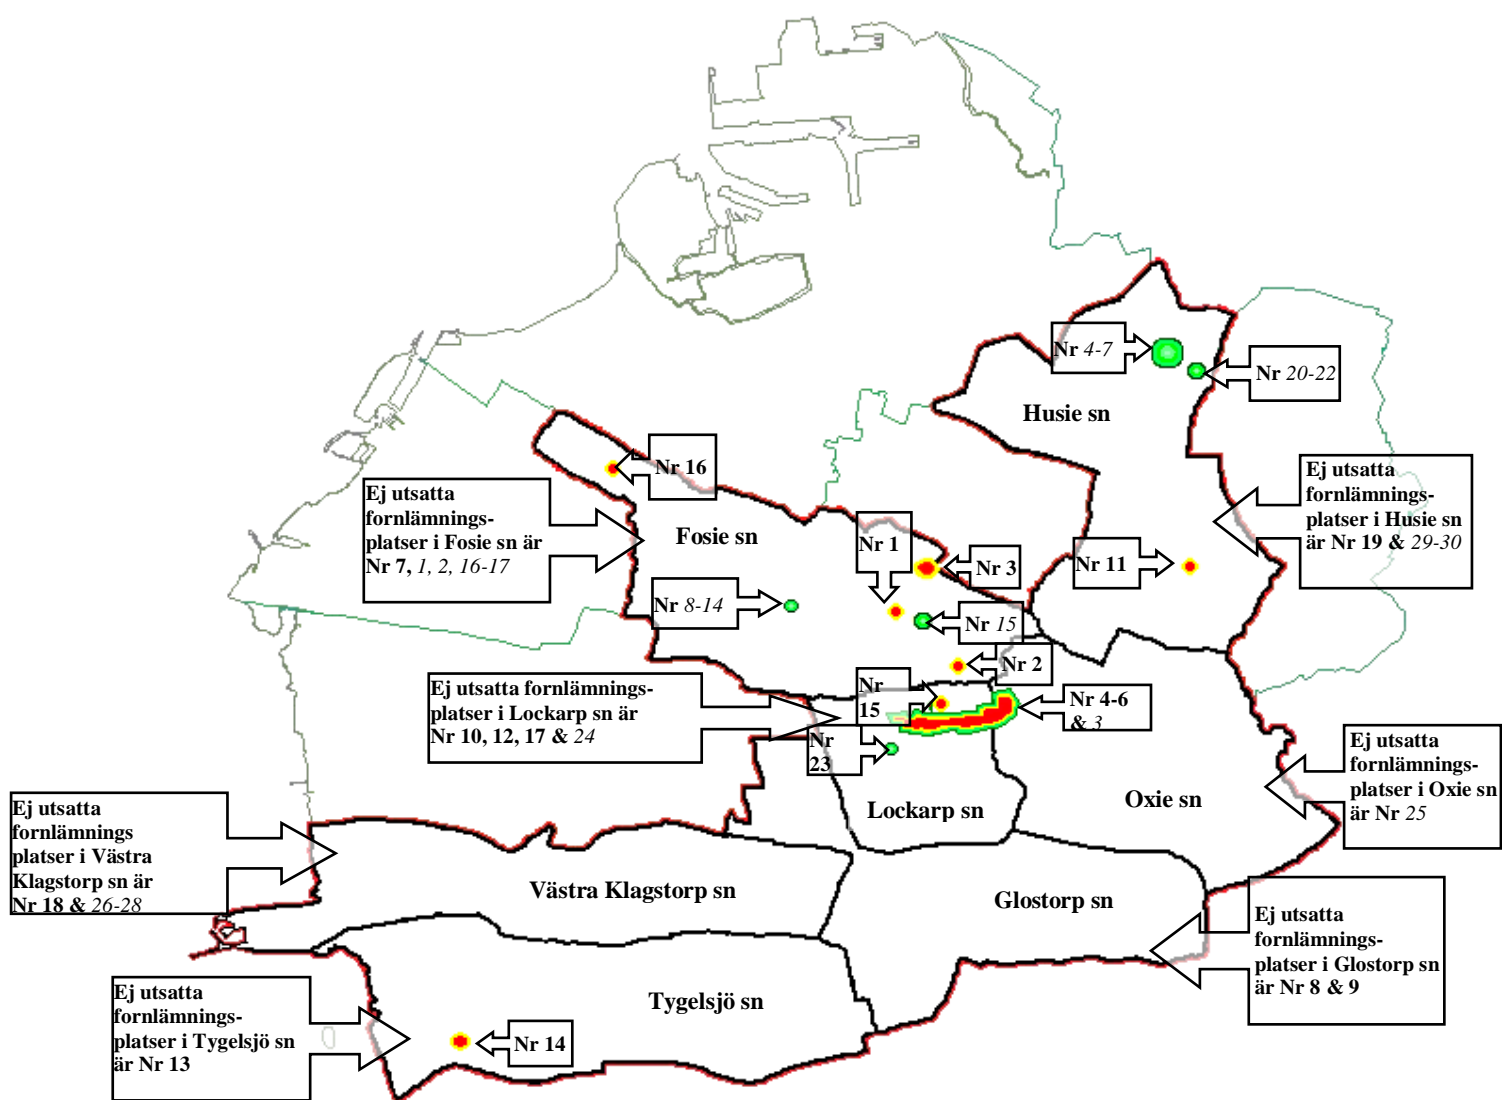 Nr 4-7
Nr 20-22
Husie sn
Nr 16
Ej utsatta
fornlämnings-
platser i Fosie sn är
Nr 7, 1, 2, 16-17
Fosie sn
Nr 1
Nr 3
Nr 11
Ej utsatta
fornlämnings-
platser i Husie sn
är Nr 19 & 29-30
Nr 8-14
Nr 15
Nr 2
Ej utsatta fornlämnings-
platser i Lockarp sn är
Nr 10, 12, 17 & 24
Nr
15
Nr 4-6
& 3
Nr
23
Lockarp sn
Oxie sn
Ej utsatta
fornlämnings-
platser i Oxie sn
är Nr 25
Ej utsatta
fornlämnings
platser i Västra
Klagstorp sn är
Nr 18 & 26-28
Västra Klagstorp sn
Glostorp sn
Ej utsatta
fornlämnings-
platser i Glostorp sn
är Nr 8 & 9
Ej utsatta
fornlämnings-
platser i Tygelsjö sn
är Nr 13
Tygelsjö sn
Nr 14